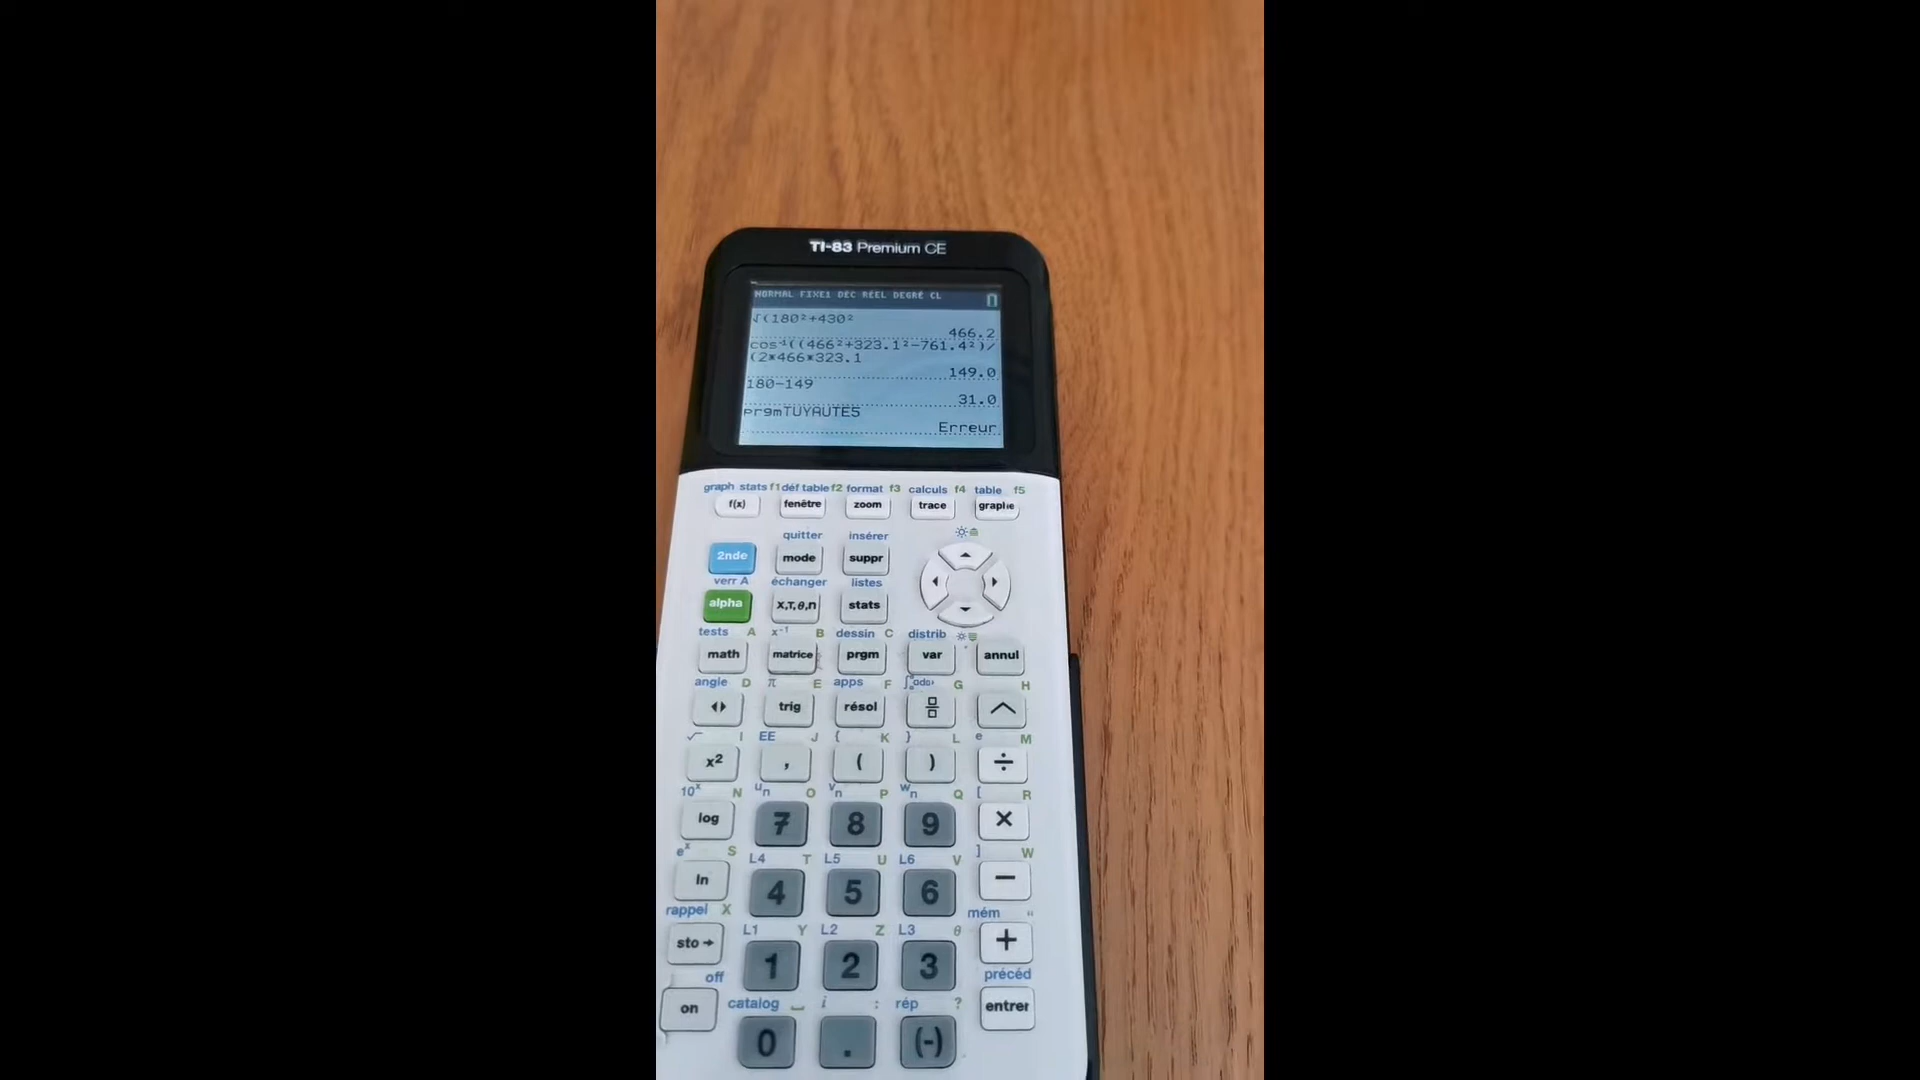 TI-83 Premium CE
NORMAL FIXE1 DÉC RÉEL DEGRÉ CL
√(180²+430²
466.2
cos⁻¹((466²+323.1²-761.4²)/
(2*466*323.1
149.0
180-149
31.0
prgmTUYAUTE5
Erreur
graph stats f1 déf table f2 format f3 calculs f4 table f5
f(x) fenêtre zoom trace graphe
quitter insérer
2nde mode suppr
verr A échanger listes
alpha X,T,θ,n stats
tests A x⁻¹ B dessin C distrib
math matrice prgm var annul
angle D π E apps F G H
trig résol
√ I EE J { K } L e M
x² , ( ) ÷
10ˣ N uₙ O vₙ P wₙ Q [ R
log 7 8 9 ×
eˣ S L4 T L5 U L6 V ] W
ln 4 5 6 −
rappel X L1 Y L2 Z L3 θ mém "
sto→ 1 2 3 +
off catalog i : rép ? précéd
on 0 . (-) entrer